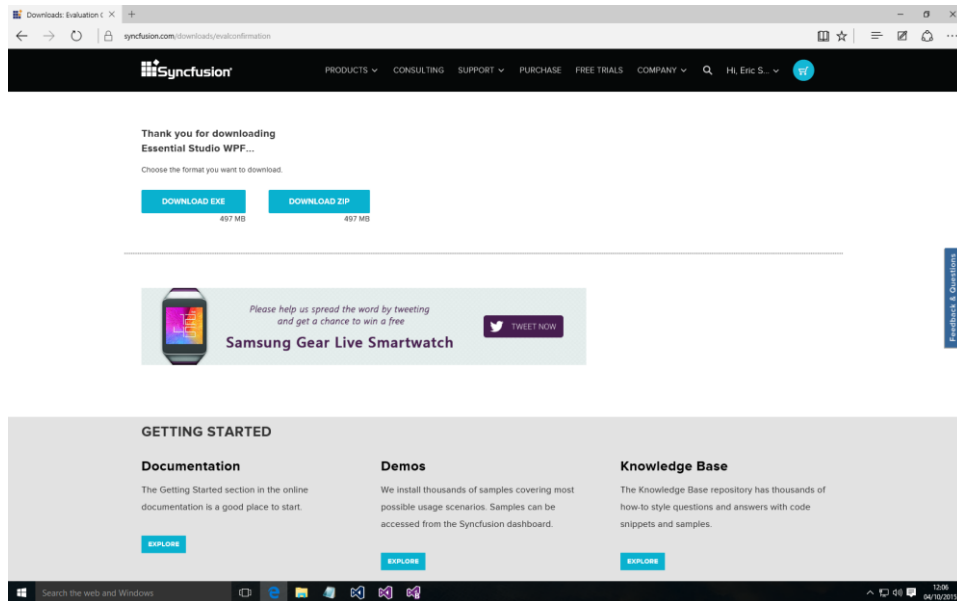 Downloads: Evaluation C
syncfusion.com/downloads/evalconfirmation
Syncfusion
PRODUCTS CONSULTING SUPPORT PURCHASE FREE TRIALS COMPANY Hi, Eric S...
Thank you for downloading
Essential Studio WPF...
Choose the format you want to download.
DOWNLOAD EXE DOWNLOAD ZIP
497 MB 497 MB
Feedback & Questions
Please help us spread the word by tweeting
and get a chance to win a free
Samsung Gear Live Smartwatch
TWEET NOW
GETTING STARTED
Documentation
The Getting Started section in the online
documentation is a good place to start.
EXPLORE
Demos
We install thousands of samples covering most
possible usage scenarios. Samples can be
accessed from the Syncfusion dashboard.
EXPLORE
Knowledge Base
The Knowledge Base repository has thousands of
how-to style questions and answers with code
snippets and samples.
EXPLORE
Search the web and Windows
12:06
04/10/2015